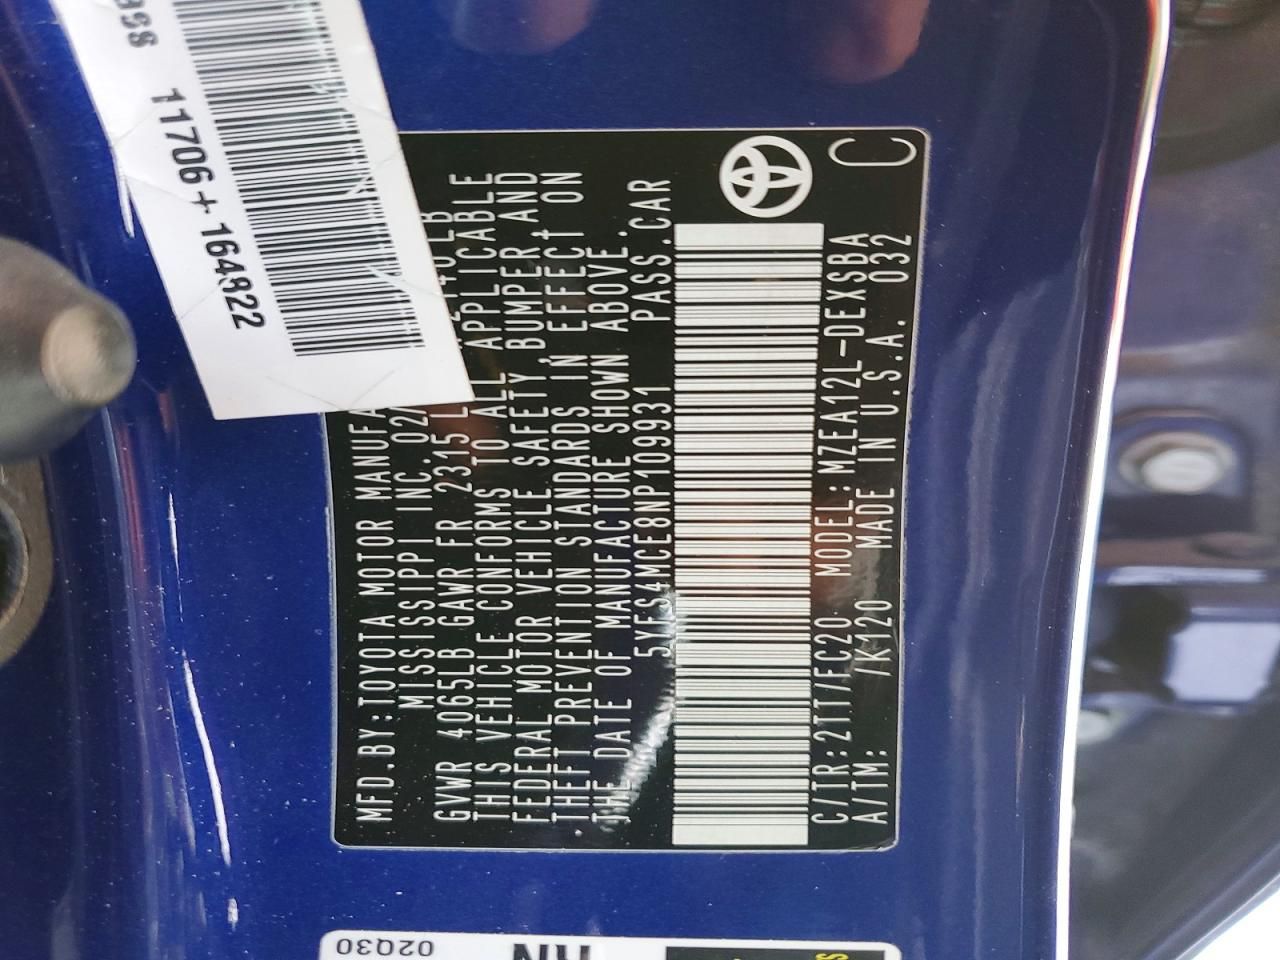 11706+164822
MFD.BY:TOYOTA MOTOR MANUFA
MISSISSIPPI INC. 02/
GVWR 4065LB GAWR FR 2315L
THIS VEHICLE CONFORMS TO ALL APPLICABLE
FEDERAL MOTOR VEHICLE SAFETY,BUMPER,AND
THEFT PREVENTION STANDARDS IN EFFECT ON
THE DATE OF MANUFACTURE SHOWN ABOVE.
5YFS4MCE8NP109931 PASS.CAR
C/TR:2T7/FC20 MODEL:MZEA12L-DEXSBA
A/TM: /K120 MADE IN U.S.A. 032
C
02Q30